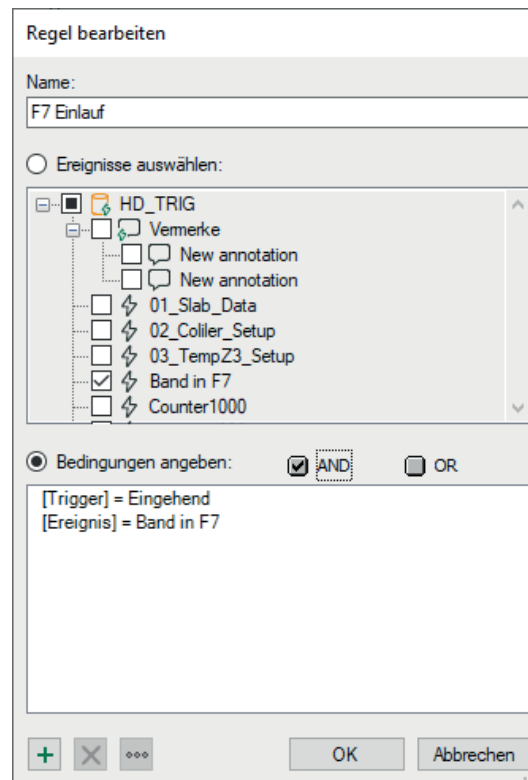 Regel bearbeiten
Name:
F7 Einlauf
Ereignisse auswählen:
HD_TRIG
Vermerke
New annotation
New annotation
01_Slab_Data
02_Coliler_Setup
03_TempZ3_Setup
Band in F7
Counter1000
Bedingungen angeben: AND OR
[Trigger] = Eingehend
[Ereignis] = Band in F7
OK Abbrechen